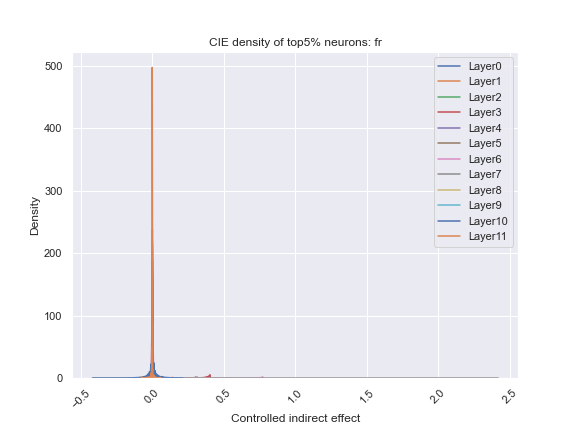 CIE density of top5% neurons: fr
500
400
300
200
100
0
Density
−0.5
0.0
0.5
1.0
1.5
2.0
2.5
Controlled indirect effect
Layer0
Layer1
Layer2
Layer3
Layer4
Layer5
Layer6
Layer7
Layer8
Layer9
Layer10
Layer11